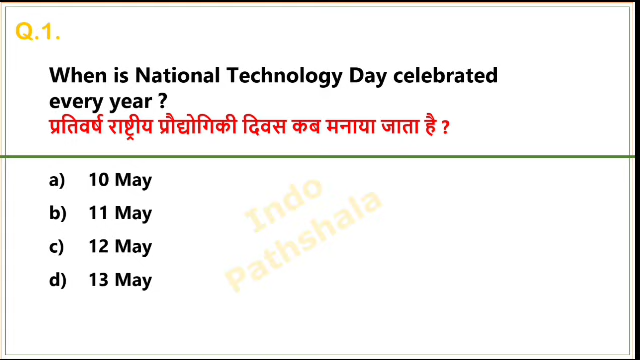 Q.1.
When is National Technology Day celebrated
every year ?
प्रतिवर्ष राष्ट्रीय प्रौद्योगिकी दिवस कब मनाया जाता है ?
a) 10 May
b) 11 May
c) 12 May
d) 13 May
Indo
Pathshala